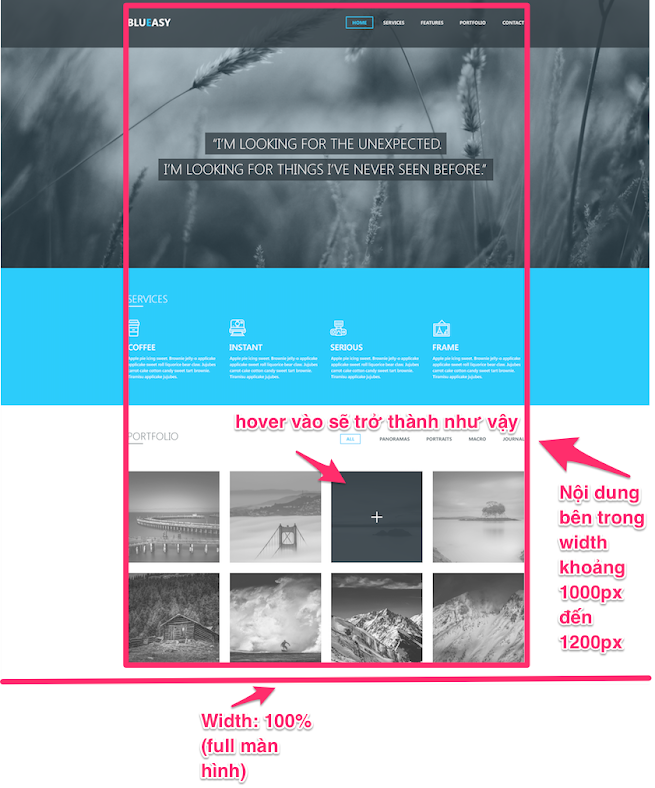 BLUEASY
HOME SERVICES FEATURES PORTFOLIO CONTACT
“I’M LOOKING FOR THE UNEXPECTED.
I’M LOOKING FOR THINGS I’VE NEVER SEEN BEFORE.”
SERVICES
COFFEE INSTANT SERIOUS FRAME
Apple pie icing sweet. Brownie jelly-o applicake
applicake sweet roll liquorice bear claw. Jujubes
carrot cake cotton candy sweet tart brownie.
Tiramisu applicake jujubes.
Apple pie icing sweet. Brownie jelly-o applicake
applicake sweet roll liquorice bear claw. Jujubes
carrot cake cotton candy sweet tart brownie.
Tiramisu applicake jujubes.
Apple pie icing sweet. Brownie jelly-o applicake
applicake sweet roll liquorice bear claw. Jujubes
carrot cake cotton candy sweet tart brownie.
Tiramisu applicake jujubes.
Apple pie icing sweet. Brownie jelly-o applicake
applicake sweet roll liquorice bear claw. Jujubes
carrot cake cotton candy sweet tart brownie.
Tiramisu applicake jujubes.
hover vào sẽ trở thành như vậy
PORTFOLIO
ALL PANORAMAS PORTRAITS MACRO JOURNAL
Nội dung
bên trong
width
khoảng
1000px
đến
1200px
Width: 100%
(full màn
hình)